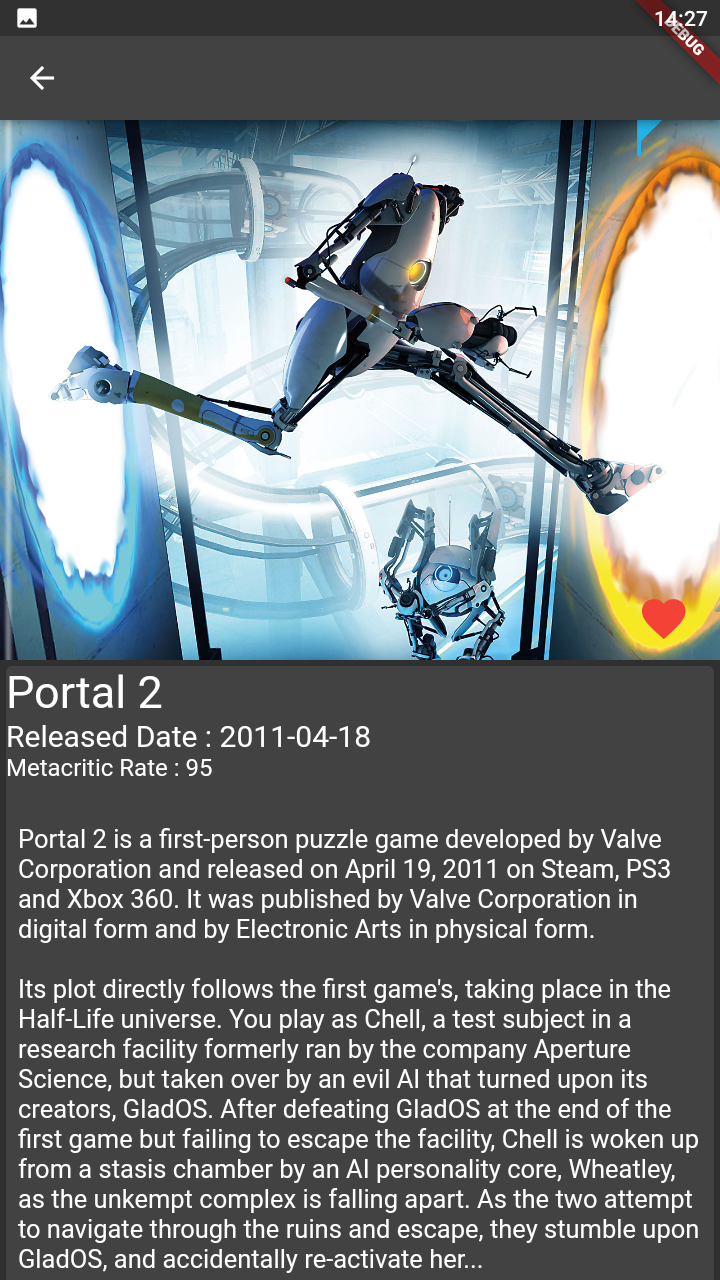 14:27
DEBUG
Portal 2
Released Date : 2011-04-18
Metacritic Rate : 95
Portal 2 is a first-person puzzle game developed by Valve
Corporation and released on April 19, 2011 on Steam, PS3
and Xbox 360. It was published by Valve Corporation in
digital form and by Electronic Arts in physical form.
Its plot directly follows the first game's, taking place in the
Half-Life universe. You play as Chell, a test subject in a
research facility formerly ran by the company Aperture
Science, but taken over by an evil AI that turned upon its
creators, GladOS. After defeating GladOS at the end of the
first game but failing to escape the facility, Chell is woken up
from a stasis chamber by an AI personality core, Wheatley,
as the unkempt complex is falling apart. As the two attempt
to navigate through the ruins and escape, they stumble upon
GladOS, and accidentally re-activate her...